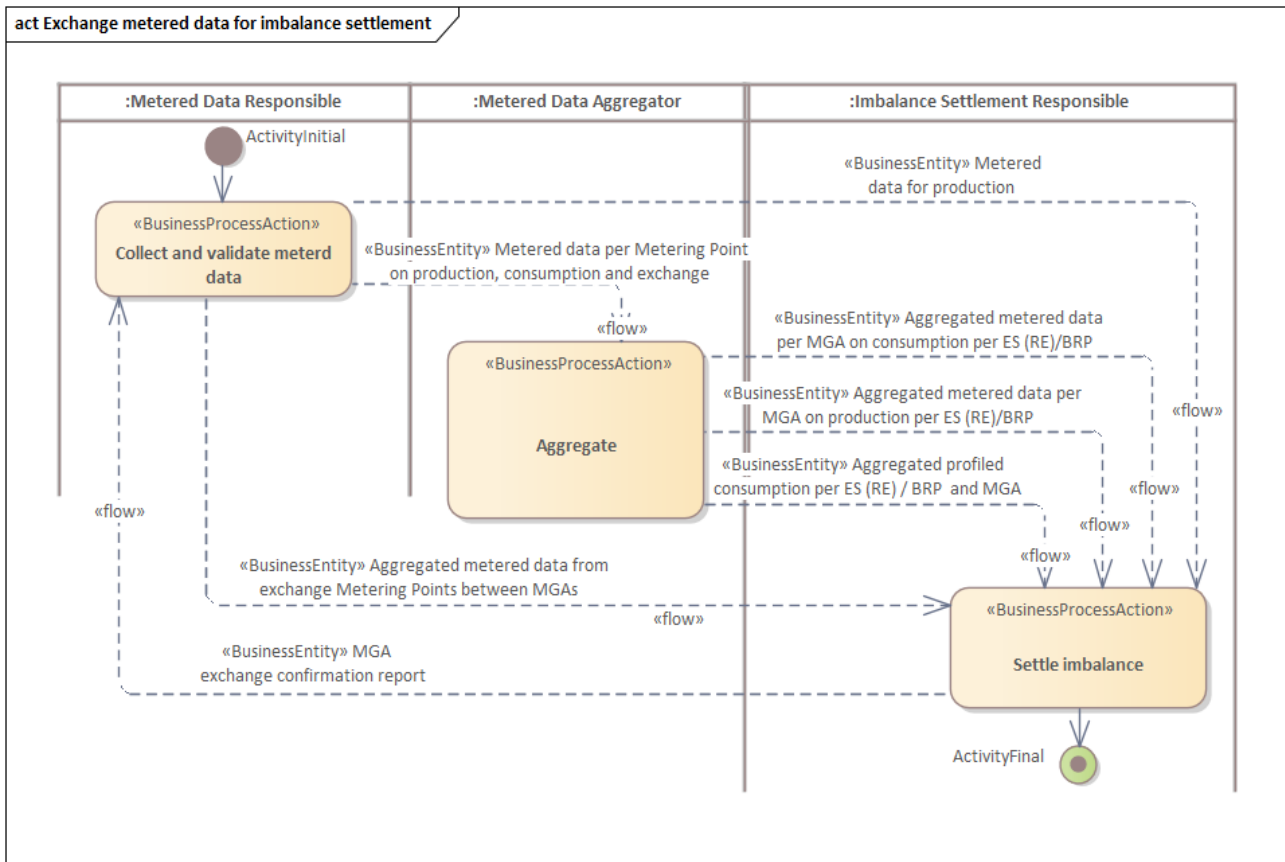 act Exchange metered data for imbalance settlement
:Metered Data Responsible
:Metered Data Aggregator
:Imbalance Settlement Responsible
ActivityInitial
«BusinessEntity» Metered
data for production
«BusinessProcessAction»
Collect and validate meterd
data
«BusinessEntity» Metered data per Metering Point
on production, consumption and exchange
«flow»
«BusinessEntity» Aggregated metered data
per MGA on consumption per ES (RE)/BRP
«BusinessProcessAction»
Aggregate
«BusinessEntity» Aggregated metered data per
MGA on production per ES (RE)/BRP
«flow»
«BusinessEntity» Aggregated profiled
consumption per ES (RE) / BRP and MGA
«flow»
«flow»
«flow»
«flow»
«BusinessEntity» Aggregated metered data from
exchange Metering Points between MGAs
«flow»
«BusinessProcessAction»
Settle imbalance
«BusinessEntity» MGA
exchange confirmation report
ActivityFinal